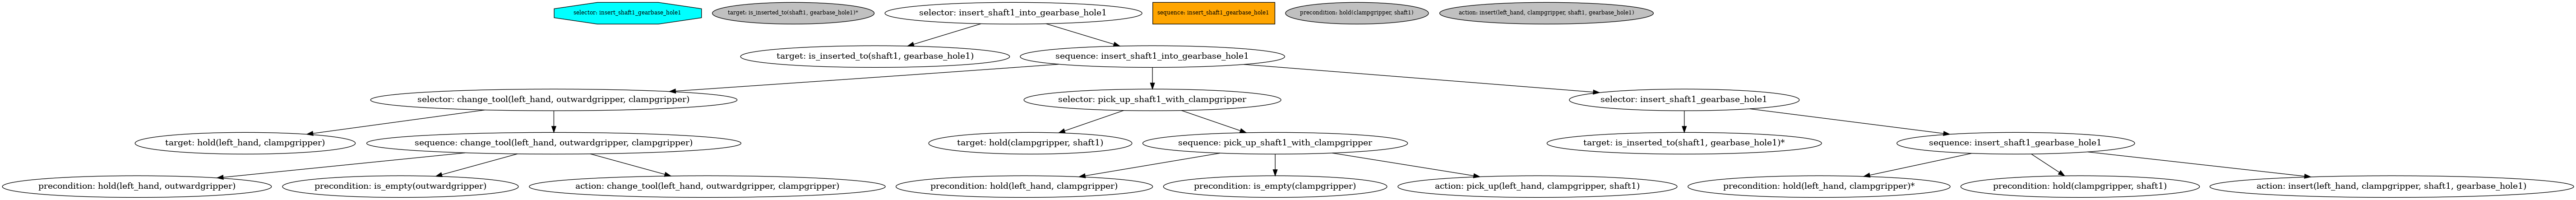 selector: insert_shaft1_gearbase_hole1
target: is_inserted_to(shaft1, gearbase_hole1)*
selector: insert_shaft1_into_gearbase_hole1
sequence: insert_shaft1_gearbase_hole1
precondition: hold(clampgripper, shaft1)
action: insert(left_hand, clampgripper, shaft1, gearbase_hole1)
target: is_inserted_to(shaft1, gearbase_hole1)
sequence: insert_shaft1_into_gearbase_hole1
selector: change_tool(left_hand, outwardgripper, clampgripper)
selector: pick_up_shaft1_with_clampgripper
selector: insert_shaft1_gearbase_hole1
target: hold(left_hand, clampgripper)
sequence: change_tool(left_hand, outwardgripper, clampgripper)
target: hold(clampgripper, shaft1)
sequence: pick_up_shaft1_with_clampgripper
target: is_inserted_to(shaft1, gearbase_hole1)*
sequence: insert_shaft1_gearbase_hole1
precondition: hold(left_hand, outwardgripper)
precondition: is_empty(outwardgripper)
action: change_tool(left_hand, outwardgripper, clampgripper)
precondition: hold(left_hand, clampgripper)
precondition: is_empty(clampgripper)
action: pick_up(left_hand, clampgripper, shaft1)
precondition: hold(left_hand, clampgripper)*
precondition: hold(clampgripper, shaft1)
action: insert(left_hand, clampgripper, shaft1, gearbase_hole1)